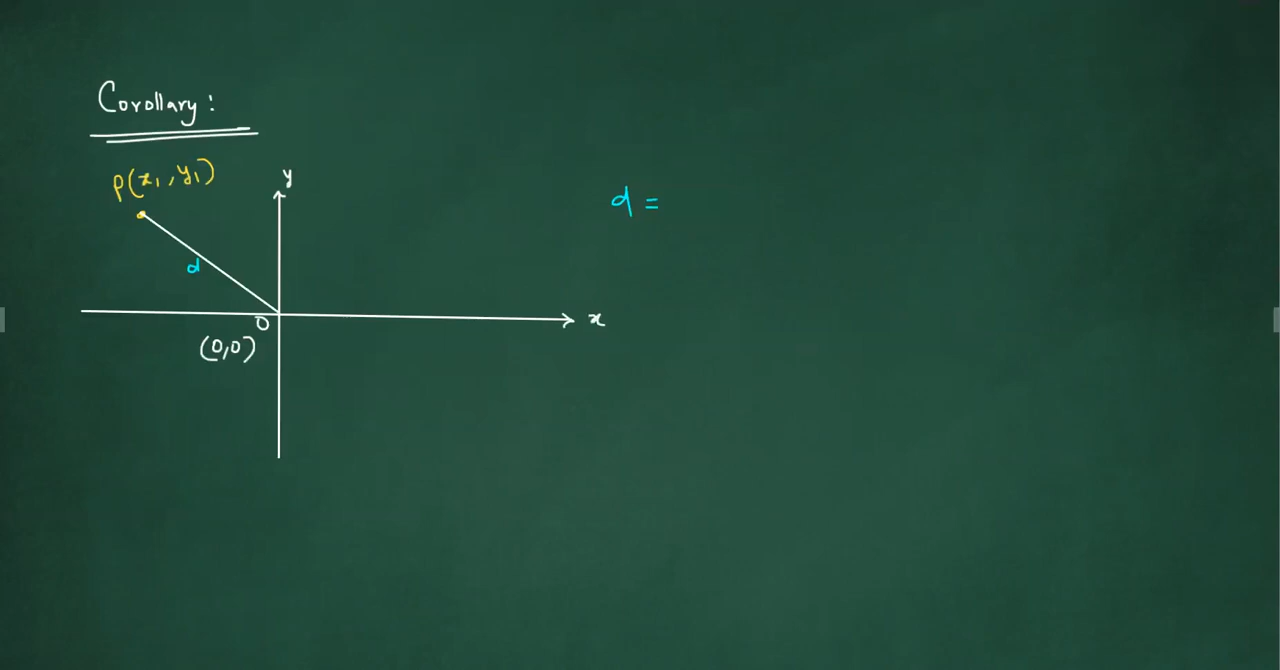 Corollary :
P(x₁, y₁)
y
d =
d
x
O
(0,0)